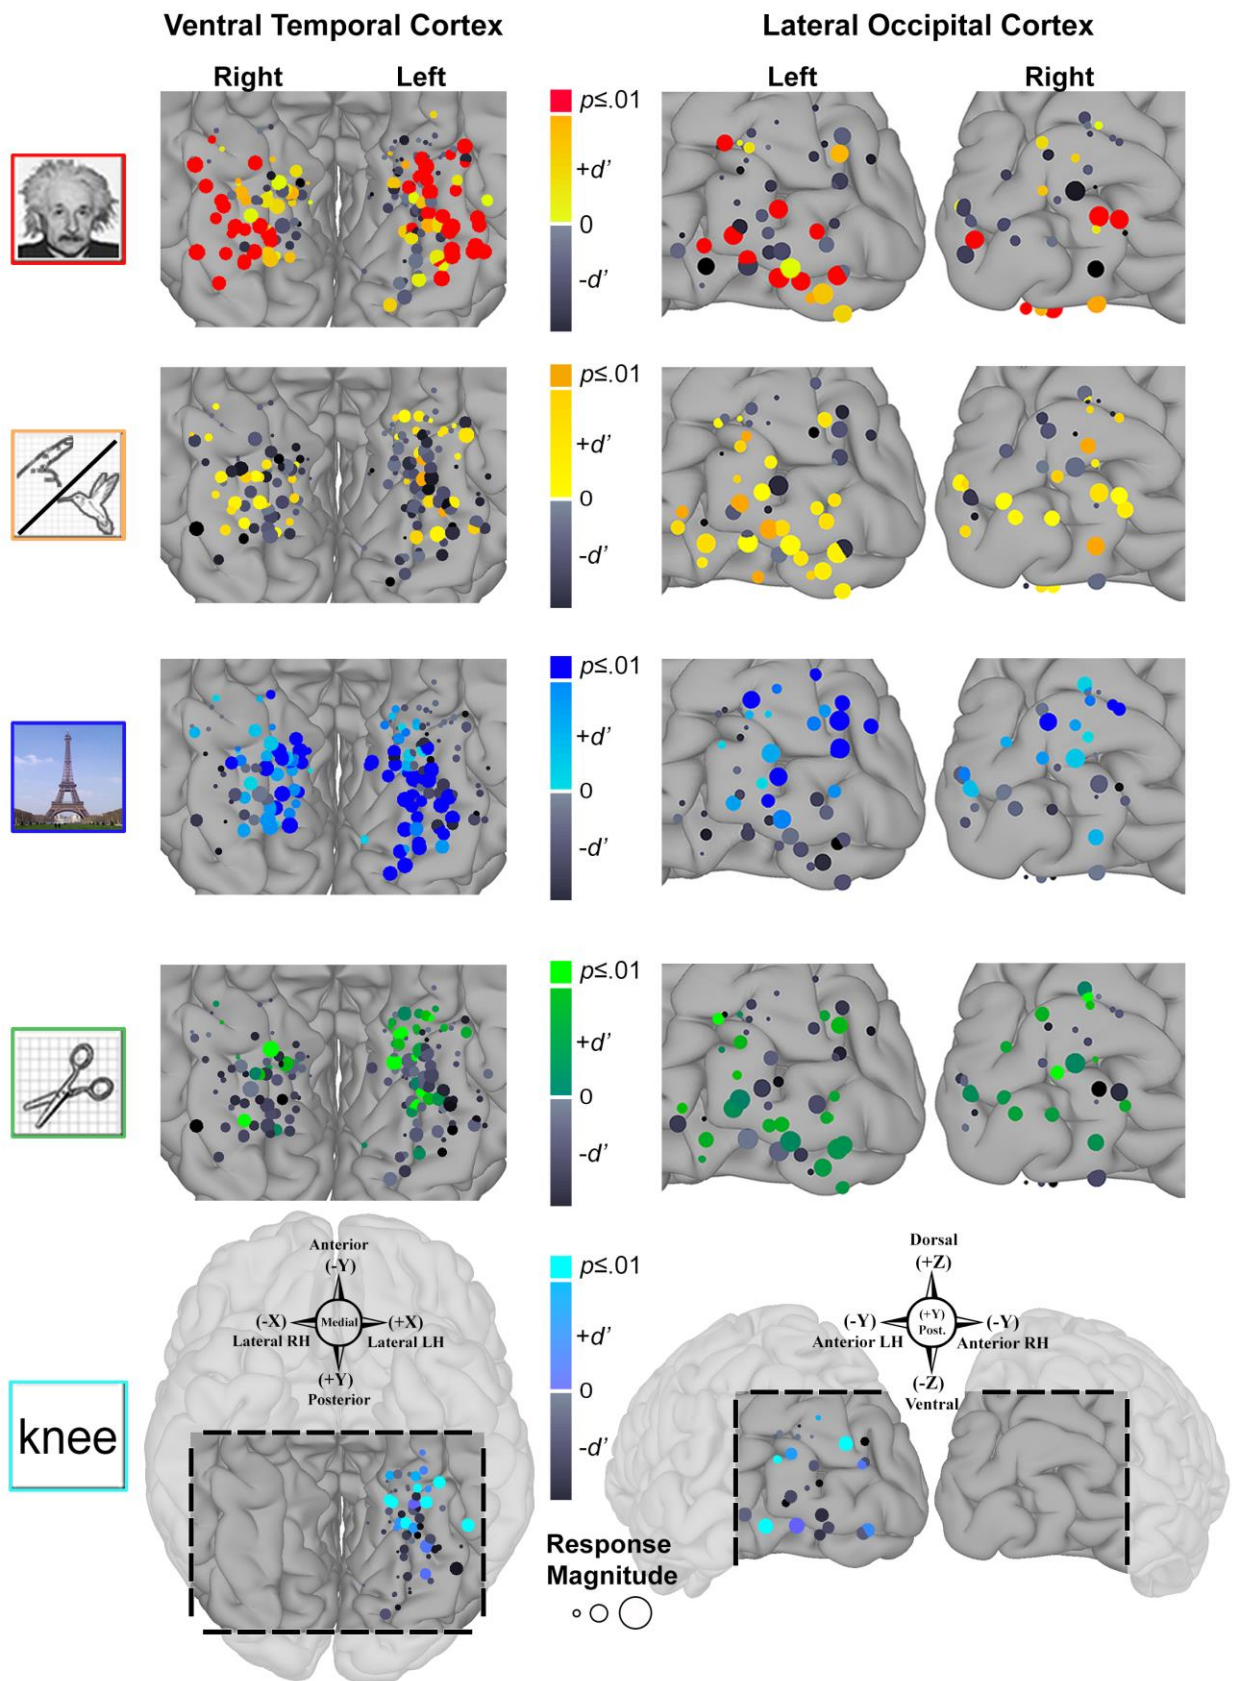 Ventral Temporal Cortex
Lateral Occipital Cortex
Right
Left
Left
Right
p≤.01
+d'
0
-d'
p≤.01
+d'
0
-d'
p≤.01
+d'
0
-d'
p≤.01
+d'
0
-d'
Anterior
(-Y)
(-X)
Medial
(+X)
Lateral RH
Lateral LH
(+Y)
Posterior
p≤.01
+d'
0
-d'
Dorsal
(+Z)
(-Y)
(+Y)
Post.
(-Y)
Anterior LH
Anterior RH
(-Z)
Ventral
knee
Response
Magnitude